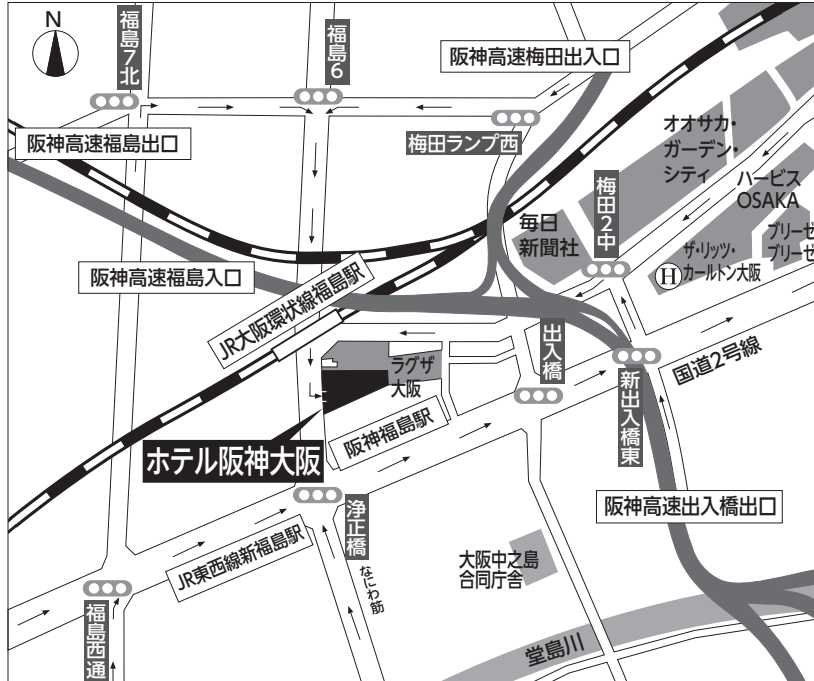 N
福島7北
福島6
阪神高速梅田出入口
阪神高速福島出口
梅田ランプ西
オオサカ・
ガーデン・
シティ
ハービス
OSAKA
梅田2中
毎日
新聞社
ブリーゼ
ブリーゼ
H
ザ・リッツ・
カールトン大阪
阪神高速福島入口
JR大阪環状線福島駅
出入橋
国道2号線
ラグザ
大阪
新出入橋東
阪神福島駅
ホテル阪神大阪
阪神高速出入橋出口
浄正橋
なにわ筋
JR東西線新福島駅
大阪中之島
合同庁舎
福島西通
堂島川